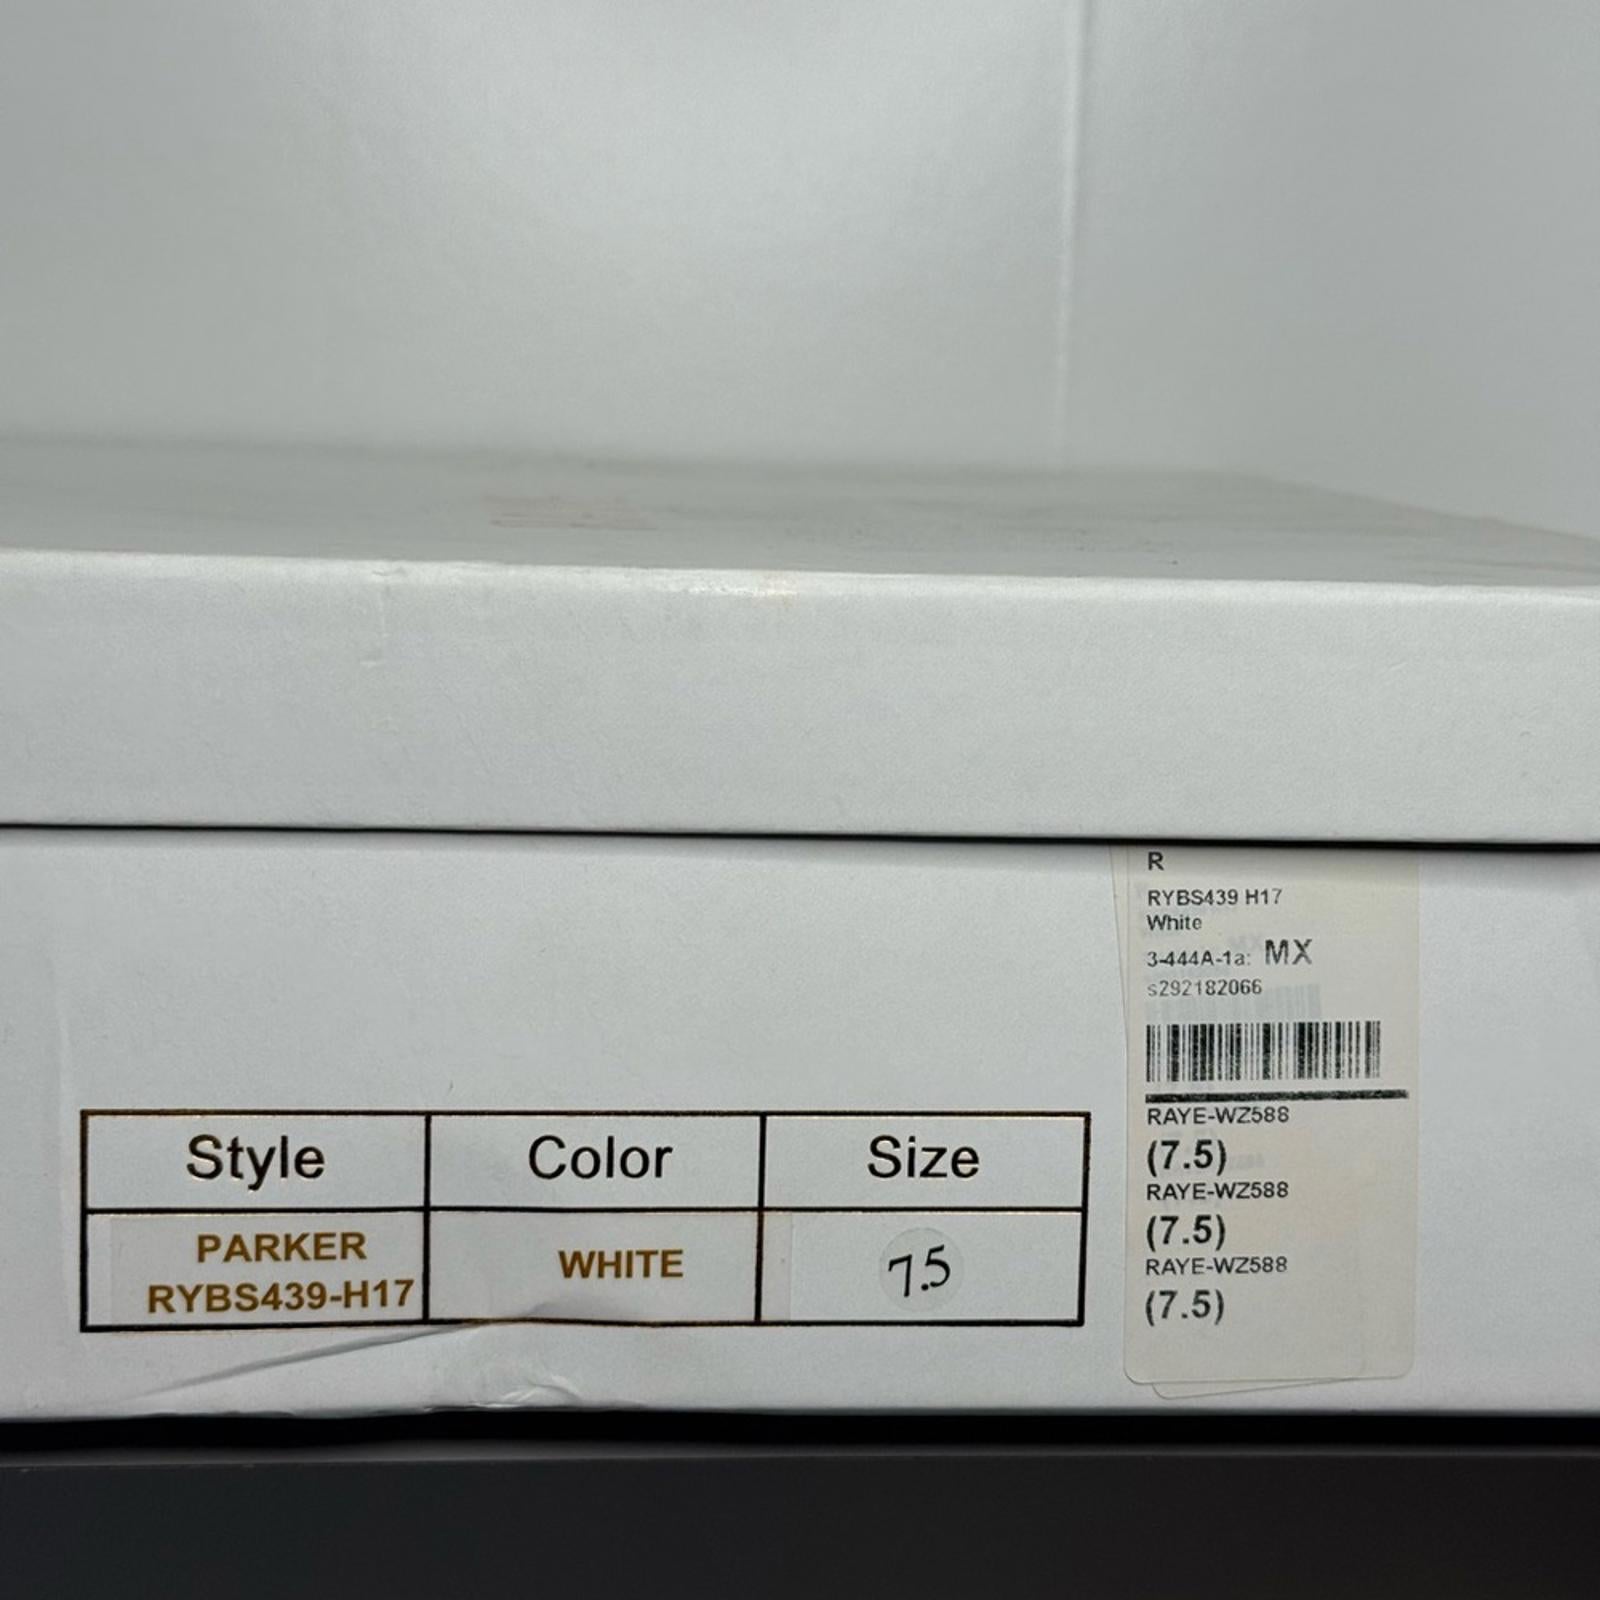 Style Color Size
PARKER
RYBS439-H17
WHITE
7.5
R
RYBS439 H17
White
3-444A-1a: MX
s292182066
RAYE-WZ588
(7.5)
RAYE-WZ588
(7.5)
RAYE-WZ588
(7.5)